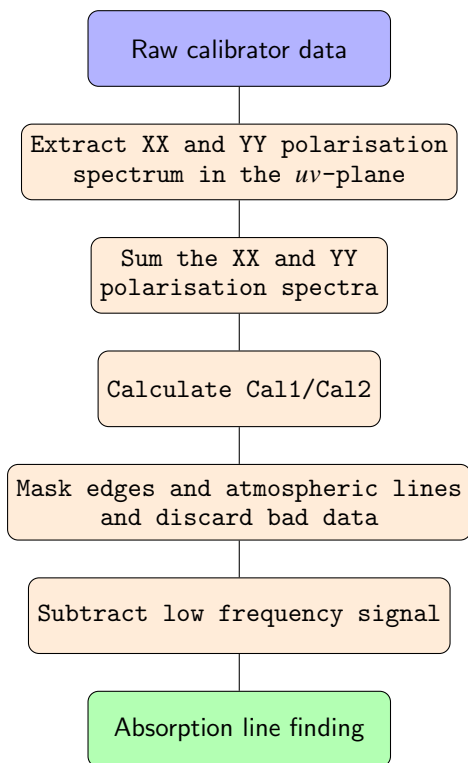 Raw calibrator data
Extract XX and YY polarisation
spectrum in the uv-plane
Sum the XX and YY
polarisation spectra
Calculate Cal1/Cal2
Mask edges and atmospheric lines
and discard bad data
Subtract low frequency signal
Absorption line finding